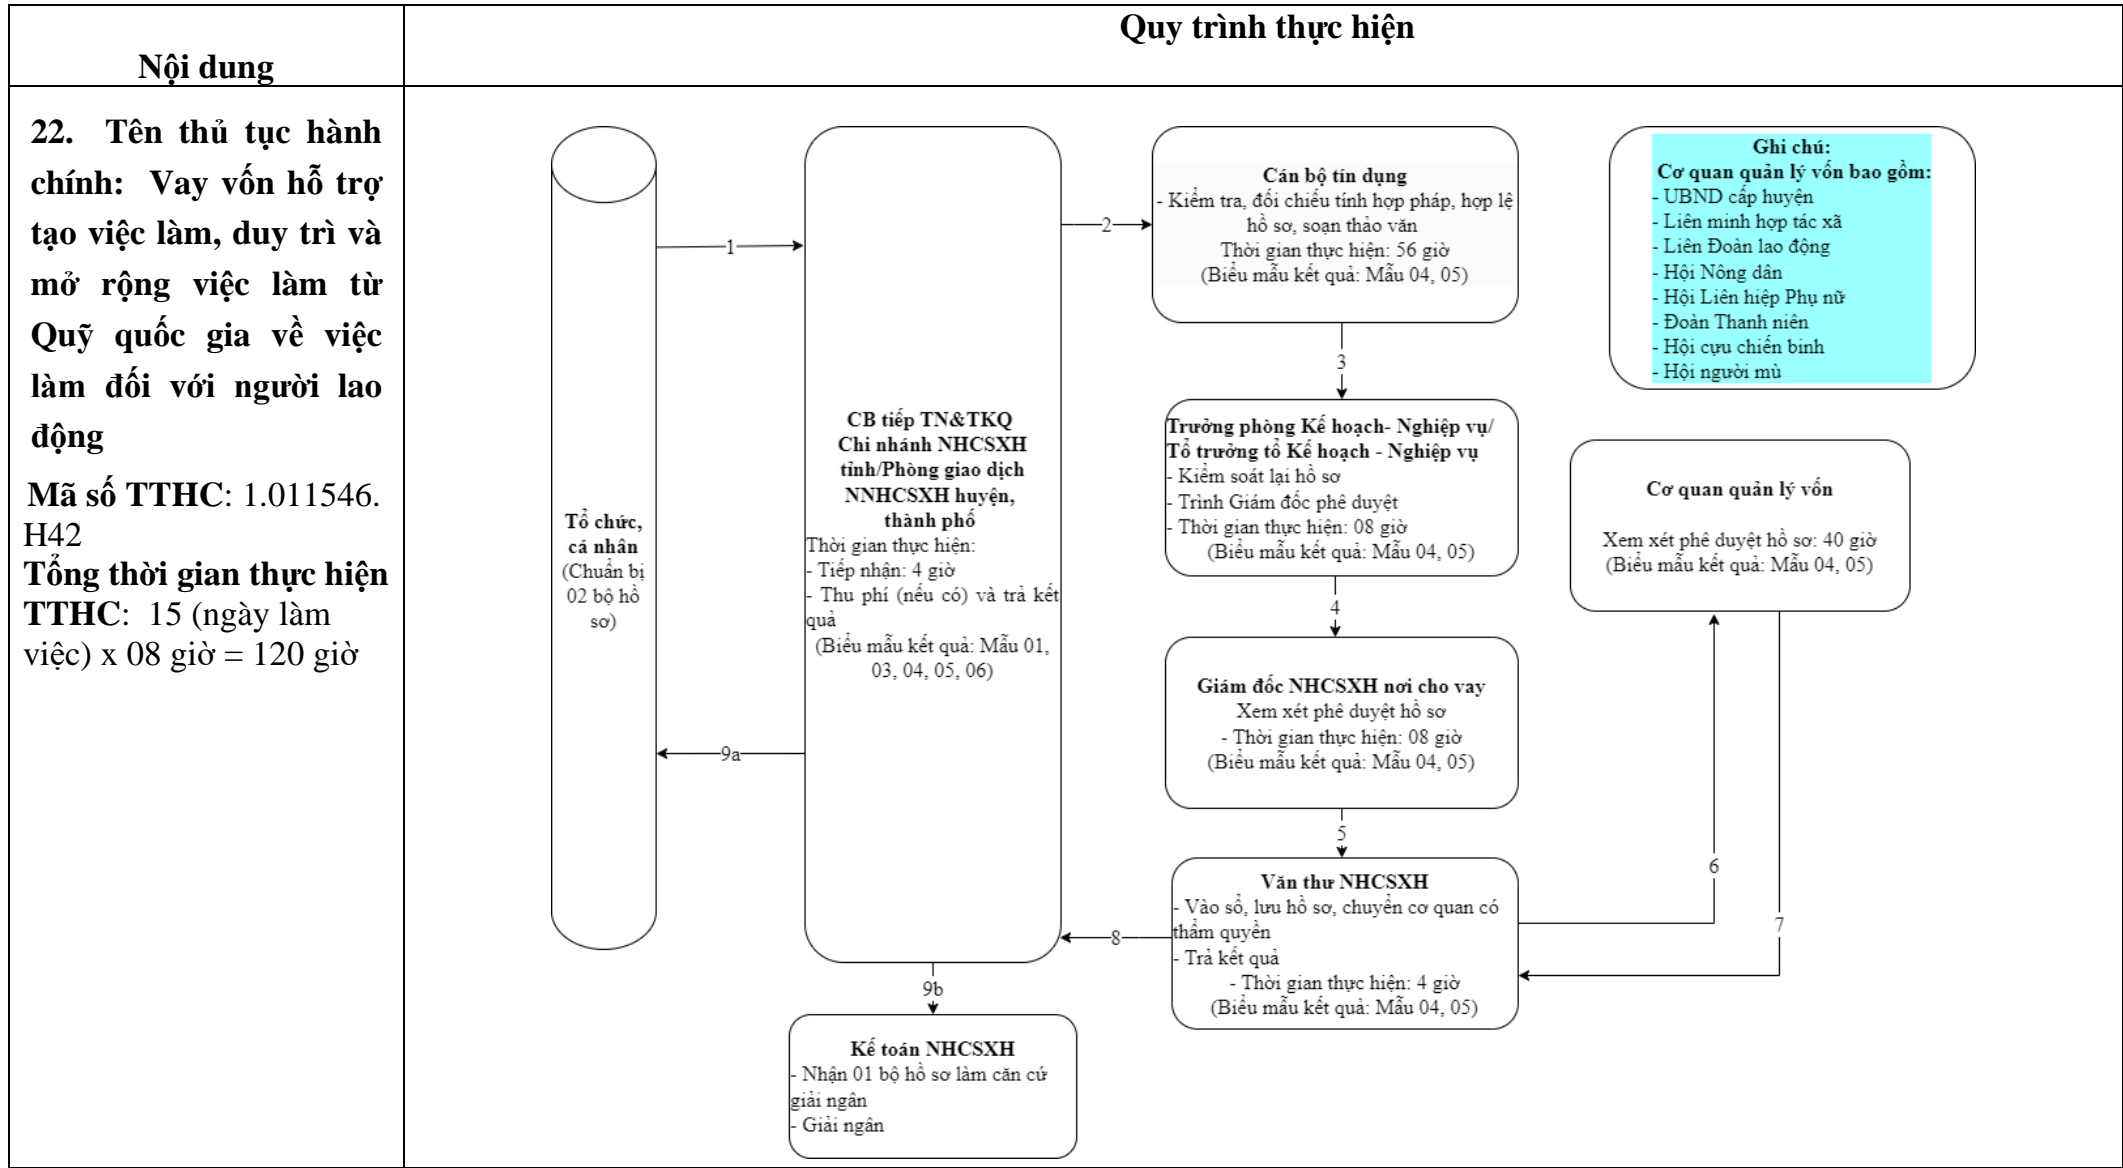 Nội dung
Quy trình thực hiện
22. Tên thủ tục hành
chính: Vay vốn hỗ trợ
tạo việc làm, duy trì và
mở rộng việc làm từ
Quỹ quốc gia về việc
làm đối với người lao
động
Mã số TTHC: 1.011546.
H42
Tổng thời gian thực hiện
TTHC: 15 (ngày làm
việc) x 08 giờ = 120 giờ
Tổ chức,
cá nhân
(Chuẩn bị
02 bộ hồ
sơ)
1
9a
CB tiếp TN&TKQ
Chi nhánh NHCSXH
tỉnh/Phòng giao dịch
NNHCSXH huyện,
thành phố
Thời gian thực hiện:
- Tiếp nhận: 4 giờ
- Thu phí (nếu có) và trả kết
quả
(Biểu mẫu kết quả: Mẫu 01,
03, 04, 05, 06)
2
Cán bộ tín dụng
- Kiểm tra, đối chiếu tính hợp pháp, hợp lệ
hồ sơ, soạn thảo văn
Thời gian thực hiện: 56 giờ
(Biểu mẫu kết quả: Mẫu 04, 05)
3
Trưởng phòng Kế hoạch- Nghiệp vụ/
Tổ trưởng tổ Kế hoạch - Nghiệp vụ
- Kiểm soát lại hồ sơ
- Trình Giám đốc phê duyệt
- Thời gian thực hiện: 08 giờ
(Biểu mẫu kết quả: Mẫu 04, 05)
4
Giám đốc NHCSXH nơi cho vay
Xem xét phê duyệt hồ sơ
- Thời gian thực hiện: 08 giờ
(Biểu mẫu kết quả: Mẫu 04, 05)
5
Văn thư NHCSXH
- Vào sổ, lưu hồ sơ, chuyển cơ quan có
thẩm quyền
- Trả kết quả
- Thời gian thực hiện: 4 giờ
(Biểu mẫu kết quả: Mẫu 04, 05)
6
7
8
9b
Kế toán NHCSXH
- Nhận 01 bộ hồ sơ làm căn cứ
giải ngân
- Giải ngân
Ghi chú:
Cơ quan quản lý vốn bao gồm:
- UBND cấp huyện
- Liên minh hợp tác xã
- Liên Đoàn lao động
- Hội Nông dân
- Hội Liên hiệp Phụ nữ
- Đoàn Thanh niên
- Hội cựu chiến binh
- Hội người mù
Cơ quan quản lý vốn
Xem xét phê duyệt hồ sơ: 40 giờ
(Biểu mẫu kết quả: Mẫu 04, 05)